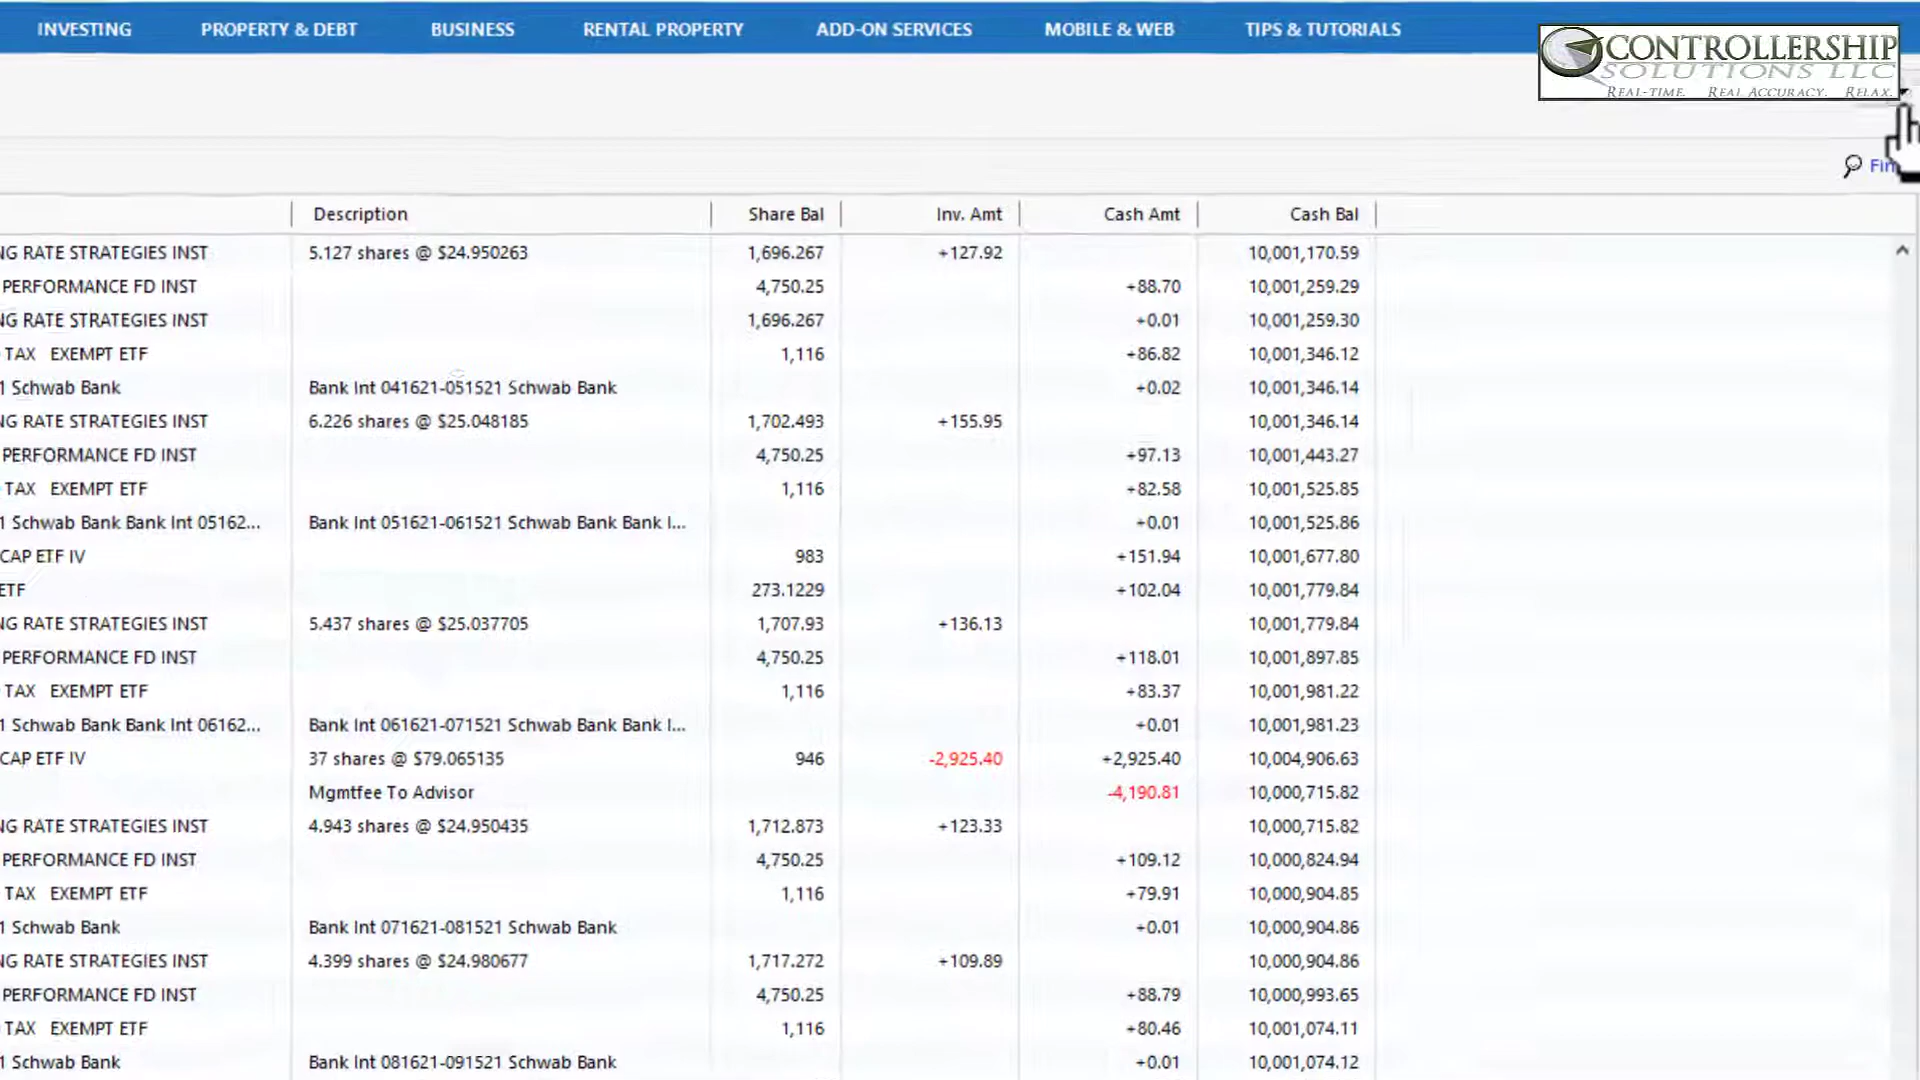 INVESTING PROPERTY & DEBT BUSINESS RENTAL PROPERTY ADD-ON SERVICES MOBILE & WEB TIPS & TUTORIALS
CONTROLLERSHIP
SOLUTIONS LLC
REAL-TIME. REAL ACCURACY. RELAX.
Description Share Bal Inv. Amt Cash Amt Cash Bal
NG RATE STRATEGIES INST 5.127 shares @ $24.950263 1,696.267 +127.92 10,001,170.59
PERFORMANCE FD INST 4,750.25 +88.70 10,001,259.29
NG RATE STRATEGIES INST 1,696.267 +0.01 10,001,259.30
TAX EXEMPT ETF 1,116 +86.82 10,001,346.12
1 Schwab Bank Bank Int 041621-051521 Schwab Bank +0.02 10,001,346.14
NG RATE STRATEGIES INST 6.226 shares @ $25.048185 1,702.493 +155.95 10,001,346.14
PERFORMANCE FD INST 4,750.25 +97.13 10,001,443.27
TAX EXEMPT ETF 1,116 +82.58 10,001,525.85
1 Schwab Bank Bank Int 05162... Bank Int 051621-061521 Schwab Bank Bank I... +0.01 10,001,525.86
CAP ETF IV 983 +151.94 10,001,677.80
ETF 273.1229 +102.04 10,001,779.84
NG RATE STRATEGIES INST 5.437 shares @ $25.037705 1,707.93 +136.13 10,001,779.84
PERFORMANCE FD INST 4,750.25 +118.01 10,001,897.85
TAX EXEMPT ETF 1,116 +83.37 10,001,981.22
1 Schwab Bank Bank Int 06162... Bank Int 061621-071521 Schwab Bank Bank I... +0.01 10,001,981.23
CAP ETF IV 37 shares @ $79.065135 946 -2,925.40 +2,925.40 10,004,906.63
Mgmtfee To Advisor -4,190.81 10,000,715.82
NG RATE STRATEGIES INST 4.943 shares @ $24.950435 1,712.873 +123.33 10,000,715.82
PERFORMANCE FD INST 4,750.25 +109.12 10,000,824.94
TAX EXEMPT ETF 1,116 +79.91 10,000,904.85
1 Schwab Bank Bank Int 071621-081521 Schwab Bank +0.01 10,000,904.86
NG RATE STRATEGIES INST 4.399 shares @ $24.980677 1,717.272 +109.89 10,000,904.86
PERFORMANCE FD INST 4,750.25 +88.79 10,000,993.65
TAX EXEMPT ETF 1,116 +80.46 10,001,074.11
1 Schwab Bank Bank Int 081621-091521 Schwab Bank +0.01 10,001,074.12